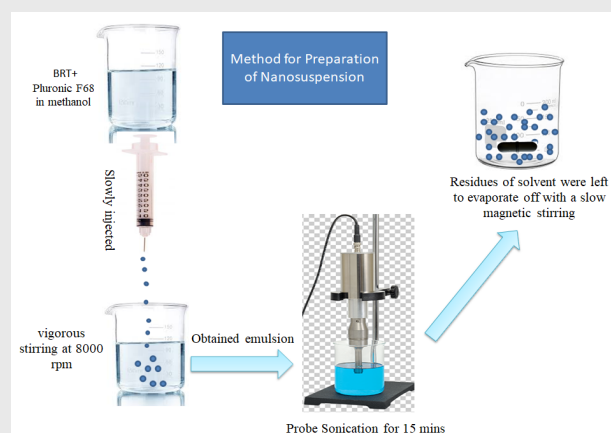 Method for Preparation
of Nanosuspension
BRT+
Pluronic F68
in methanol
Slowly injected
vigorous
stirring at 8000
rpm
Obtained emulsion
Probe Sonication for 15 mins
Residues of solvent were left
to evaporate off with a slow
magnetic stirring